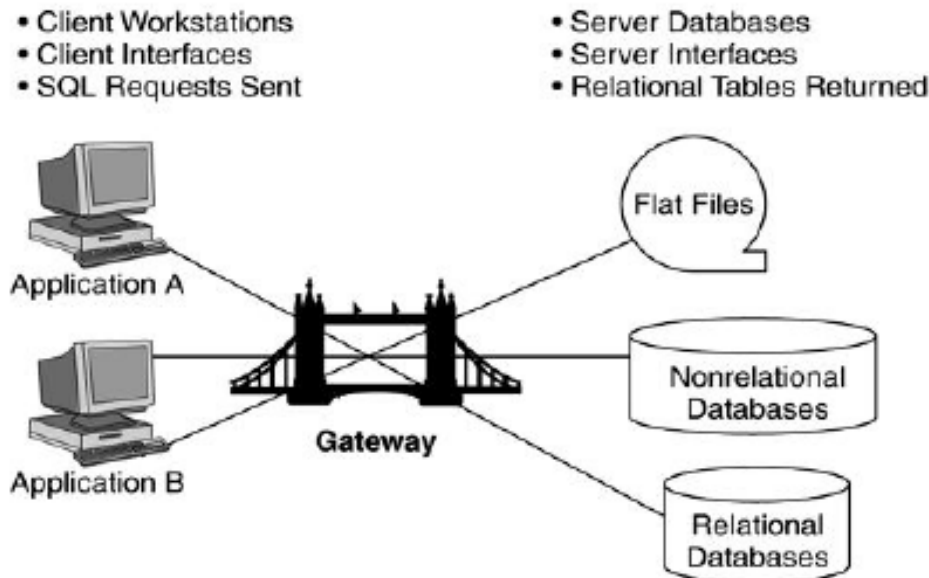 • Client Workstations
• Client Interfaces
• SQL Requests Sent
• Server Databases
• Server Interfaces
• Relational Tables Returned
Flat Files
Application A
Nonrelational
Databases
Gateway
Application B
Relational
Databases